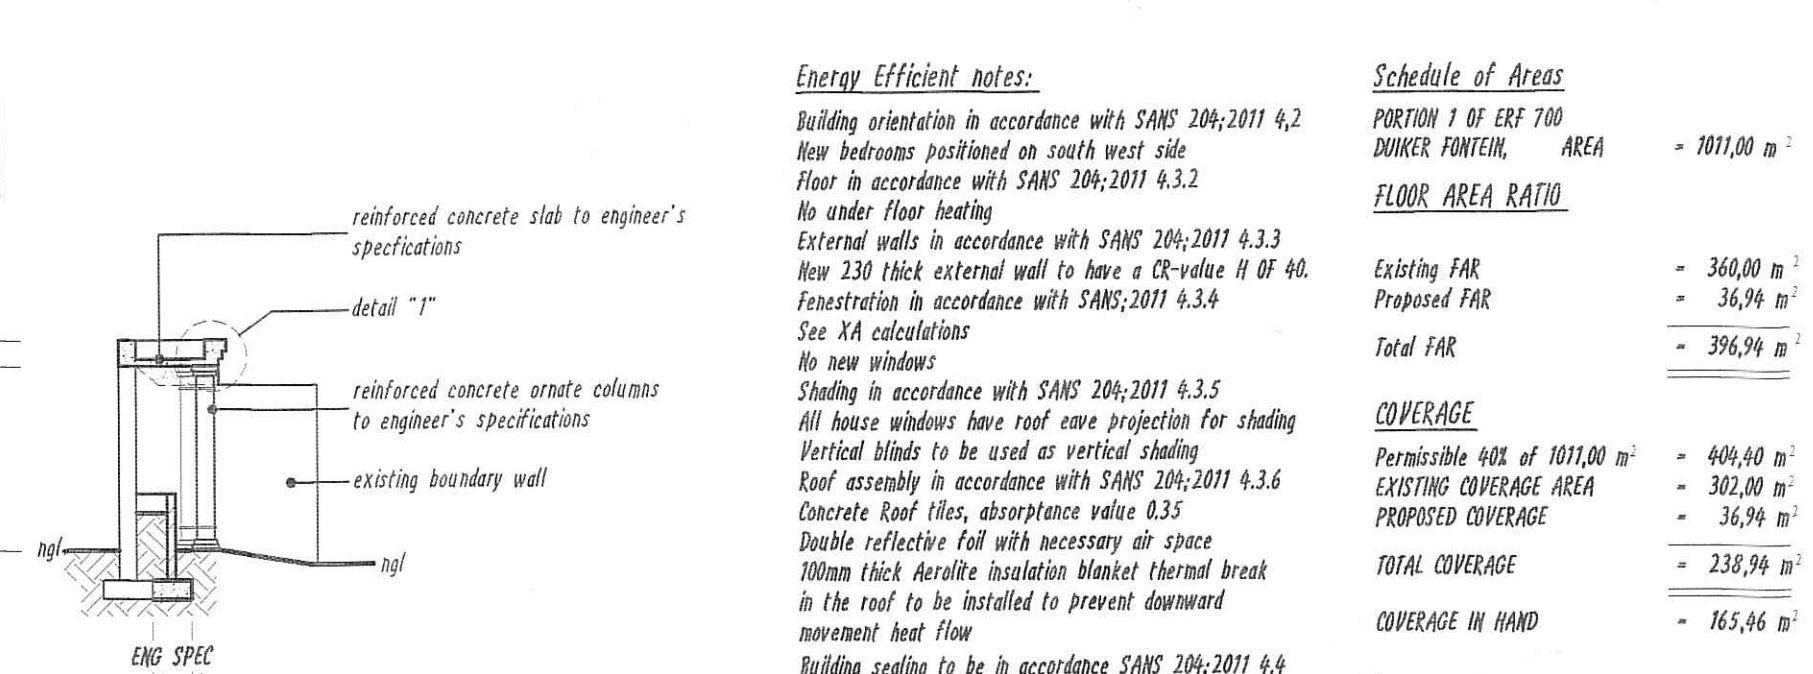 reinforced concrete slab to engineer's
specfications
detail "1"
reinforced concrete ornate columns
to engineer's specifications
existing boundary wall
ngl
ngl
ENG SPEC
Energy Efficient notes:
Building orientation in accordance with SANS 204;2011 4,2
New bedrooms positioned on south west side
Floor in accordance with SANS 204;2011 4.3.2
No under floor heating
External walls in accordance with SANS 204;2011 4.3.3
New 230 thick external wall to have a CR-value H OF 40.
Fenestration in accordance with SANS;2011 4.3.4
See XA calculations
No new windows
Shading in accordance with SANS 204;2011 4.3.5
All house windows have roof eave projection for shading
Vertical blinds to be used as vertical shading
Roof assembly in accordance with SANS 204;2011 4.3.6
Concrete Roof tiles, absorptance value 0.35
Double reflective foil with necessary air space
100mm thick Aerolite insulation blanket thermal break
in the roof to be installed to prevent downward
movement heat flow
Building sealing to be in accordance SANS 204;2011 4.4
Schedule of Areas
PORTION 1 OF ERF 700
DUIKER FONTEIN, AREA = 1011,00 m²
FLOOR AREA RATIO
Existing FAR = 360,00 m²
Proposed FAR = 36,94 m²
Total FAR = 396,94 m²
COVERAGE
Permissible 40% of 1011,00 m² = 404,40 m²
EXISTING COVERAGE AREA = 302,00 m²
PROPOSED COVERAGE - 36,94 m²
TOTAL COVERAGE = 238,94 m²
COVERAGE IN HAND = 165,46 m²